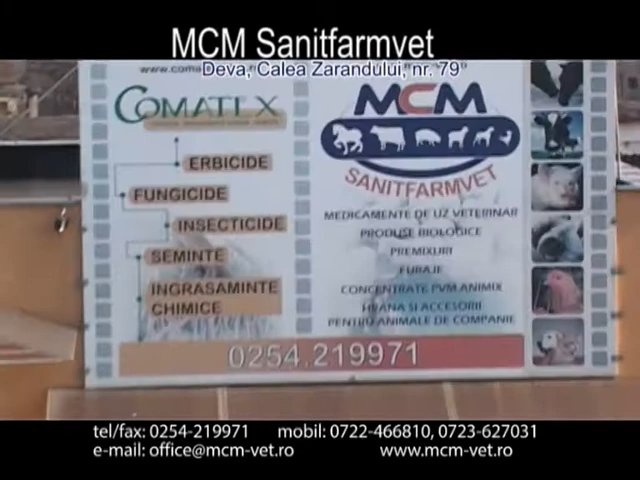 MCM Sanitfarmvet
Deva, Calea Zarandului, nr. 79
COMATEX
ERBICIDE
FUNGICIDE
INSECTICIDE
SEMINTE
INGRASAMINTE
CHIMICE
MCM
SANITFARMVET
MEDICAMENTE DE UZ VETERINAR
PRODUSE BIOLOGICE
PREMIXURI
FURAJE
CONCENTRATE PVM ANIMIX
HRANA SI ACCESORII
PENTRU ANIMALE DE COMPANIE
0254.219971
tel/fax: 0254-219971 mobil: 0722-466810, 0723-627031
e-mail: office@mcm-vet.ro www.mcm-vet.ro